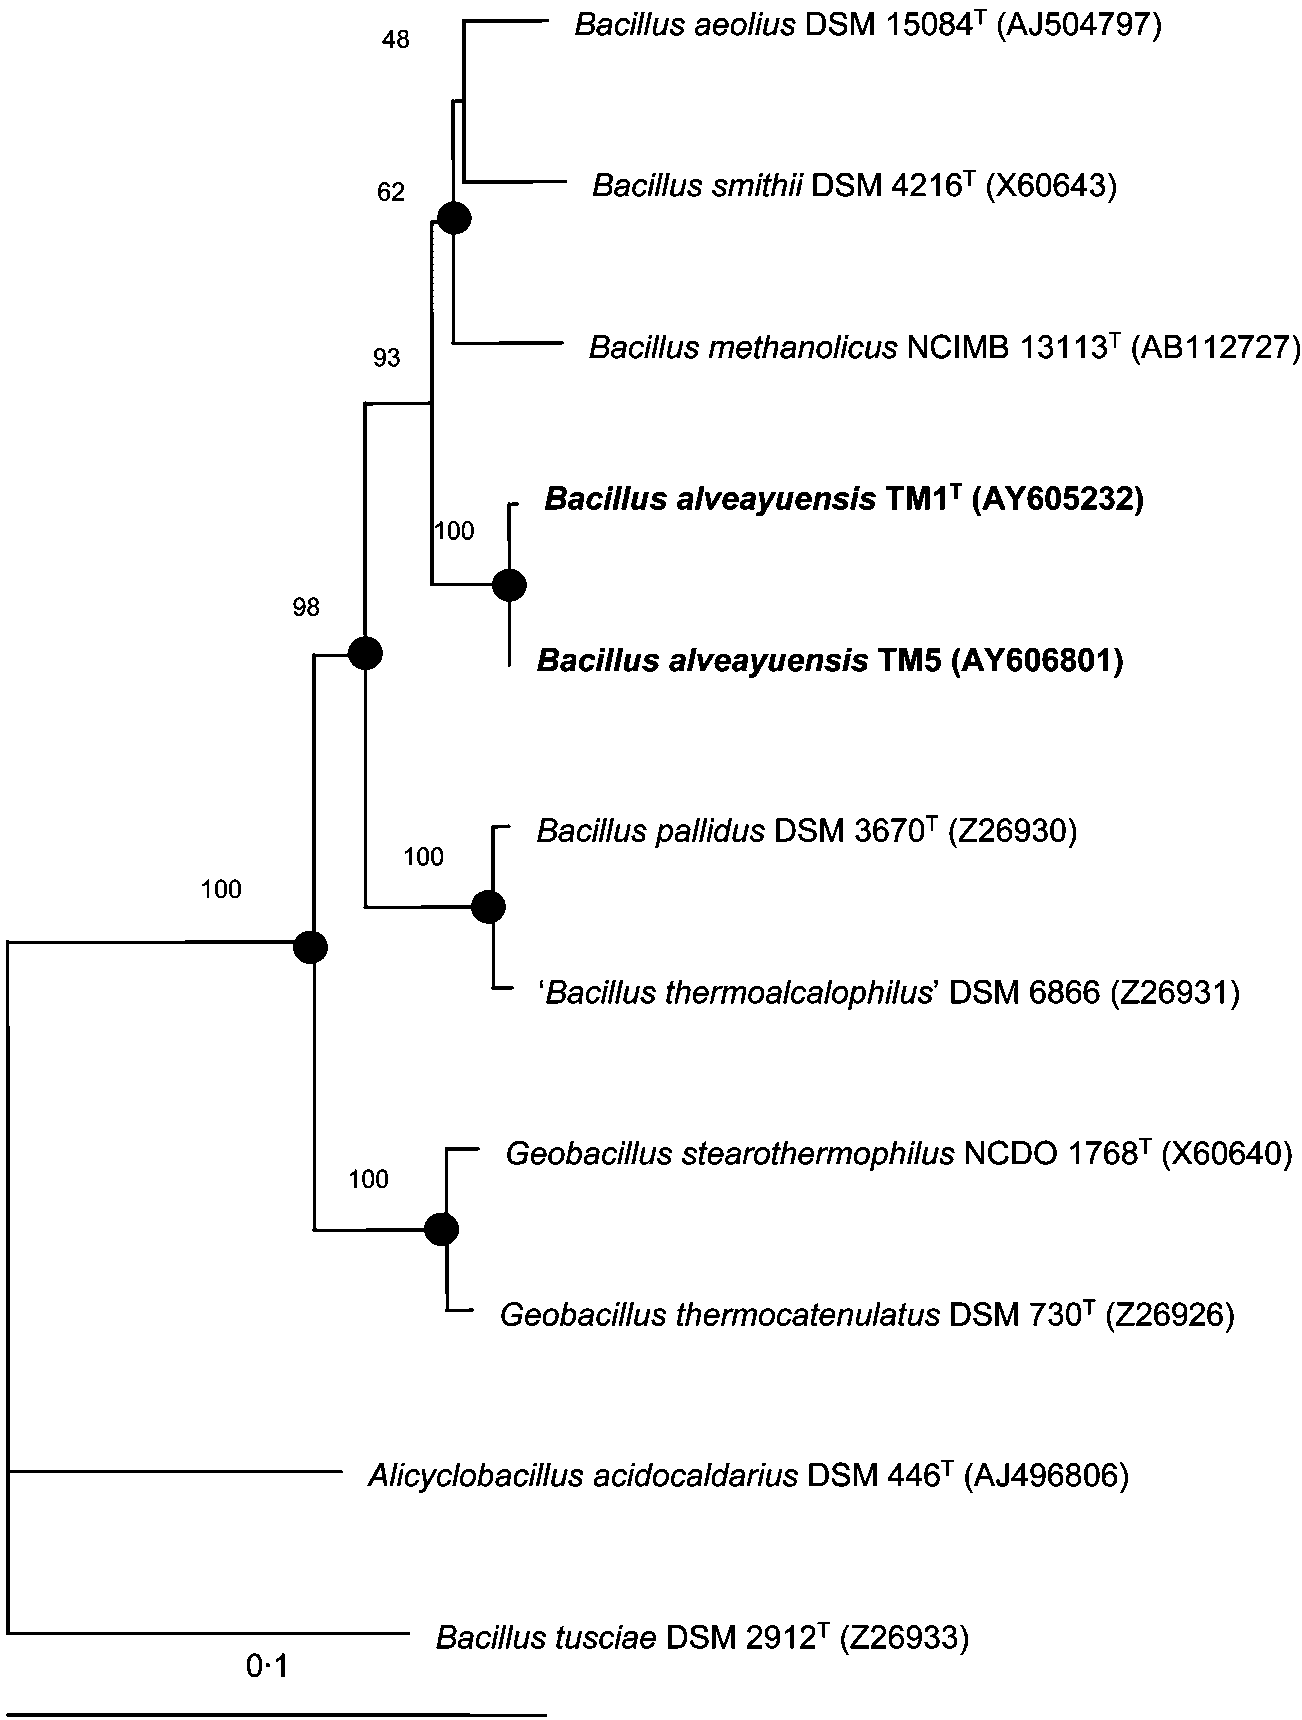 Bacillus aeolius DSM 15084ᵀ (AJ504797)
48
Bacillus smithii DSM 4216ᵀ (X60643)
62
Bacillus methanolicus NCIMB 13113ᵀ (AB112727)
93
Bacillus alveayuensis TM1ᵀ (AY605232)
100
98
Bacillus alveayuensis TM5 (AY606801)
Bacillus pallidus DSM 3670ᵀ (Z26930)
100
100
‘Bacillus thermoalcalophilus’ DSM 6866 (Z26931)
Geobacillus stearothermophilus NCDO 1768ᵀ (X60640)
100
Geobacillus thermocatenulatus DSM 730ᵀ (Z26926)
Alicyclobacillus acidocaldarius DSM 446ᵀ (AJ496806)
Bacillus tusciae DSM 2912ᵀ (Z26933)
0·1